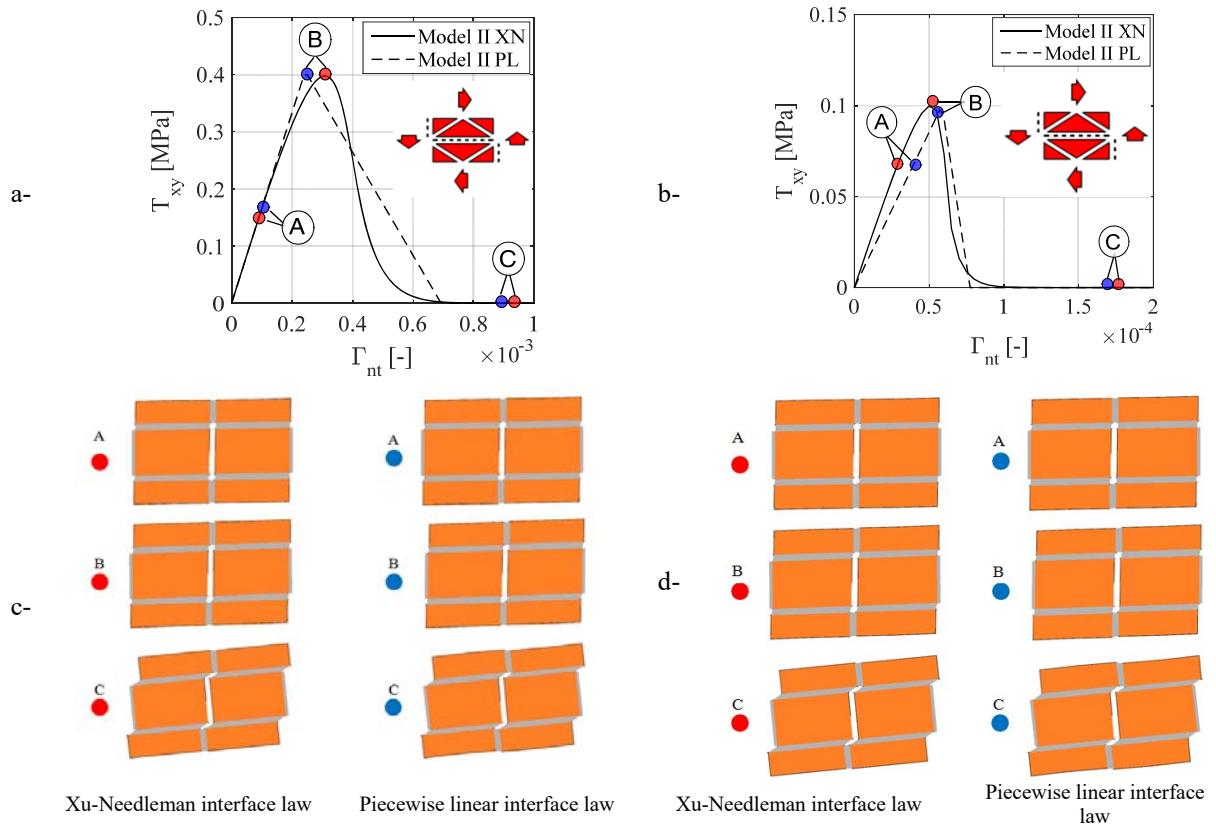 a-
T_xy [MPa]
0.5
0.4
0.3
0.2
0.1
0
0 0.2 0.4 0.6 0.8 1
×10^-3
Γ_nt [-]
Model II XN
Model II PL
B
A
C
b-
T_xy [MPa]
0.15
0.1
0.05
0
0 0.5 1 1.5 2
×10^-4
Γ_nt [-]
Model II XN
Model II PL
A
B
C
c-
A
B
C
A
B
C
Xu-Needleman interface law
Piecewise linear interface law
d-
A
B
C
A
B
C
Xu-Needleman interface law
Piecewise linear interface
law